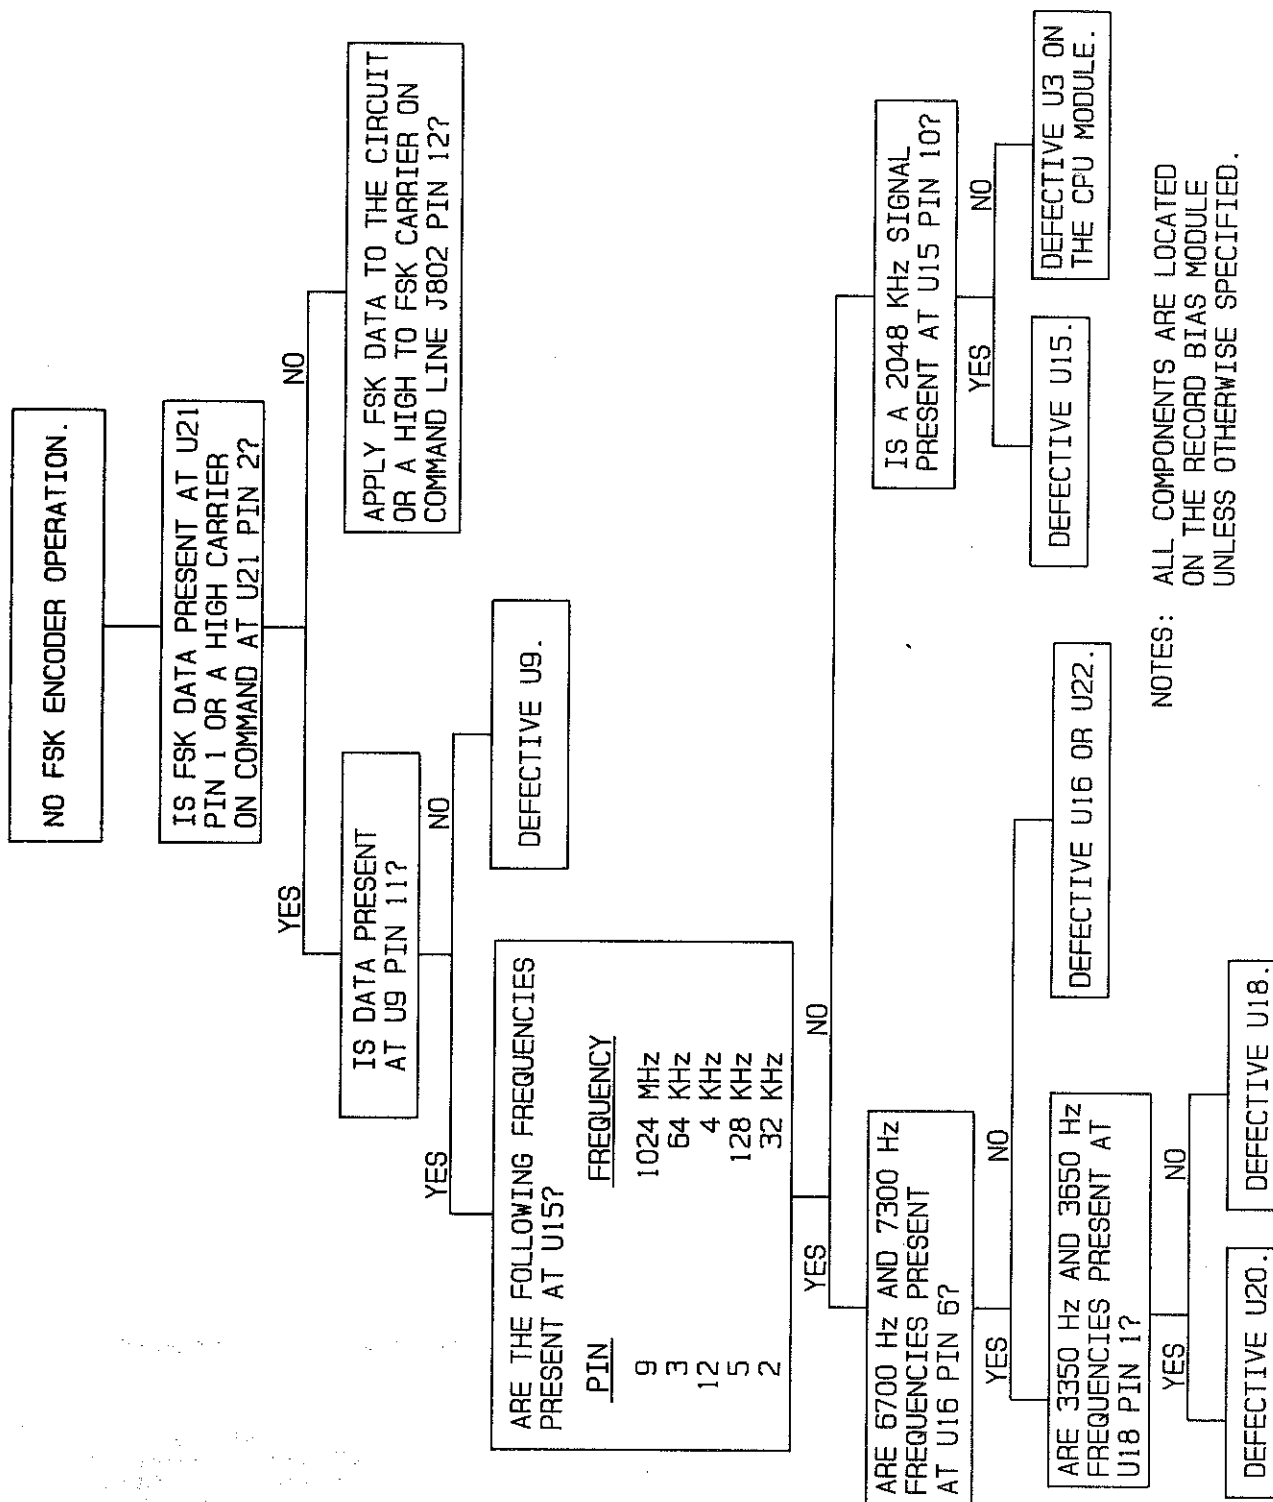 NO FSK ENCODER OPERATION.
IS FSK DATA PRESENT AT U21
PIN 1 OR A HIGH CARRIER
ON COMMAND AT U21 PIN 2?
YES
NO
IS DATA PRESENT
AT U9 PIN 11?
APPLY FSK DATA TO THE CIRCUIT
OR A HIGH TO FSK CARRIER ON
COMMAND LINE J802 PIN 12?
YES
NO
ARE THE FOLLOWING FREQUENCIES
PRESENT AT U15?
PIN FREQUENCY
9 1024 MHz
3 64 KHz
12 4 KHz
5 128 KHz
2 32 KHz
DEFECTIVE U9.
YES
NO
ARE 6700 Hz AND 7300 Hz
FREQUENCIES PRESENT
AT U16 PIN 6?
IS A 2048 KHz SIGNAL
PRESENT AT U15 PIN 10?
YES
NO
YES
NO
ARE 3350 Hz AND 3650 Hz
FREQUENCIES PRESENT AT
U18 PIN 1?
DEFECTIVE U16 OR U22.
DEFECTIVE U15.
DEFECTIVE U3 ON
THE CPU MODULE.
YES
NO
DEFECTIVE U20.
DEFECTIVE U18.
NOTES: ALL COMPONENTS ARE LOCATED
ON THE RECORD BIAS MODULE
UNLESS OTHERWISE SPECIFIED.